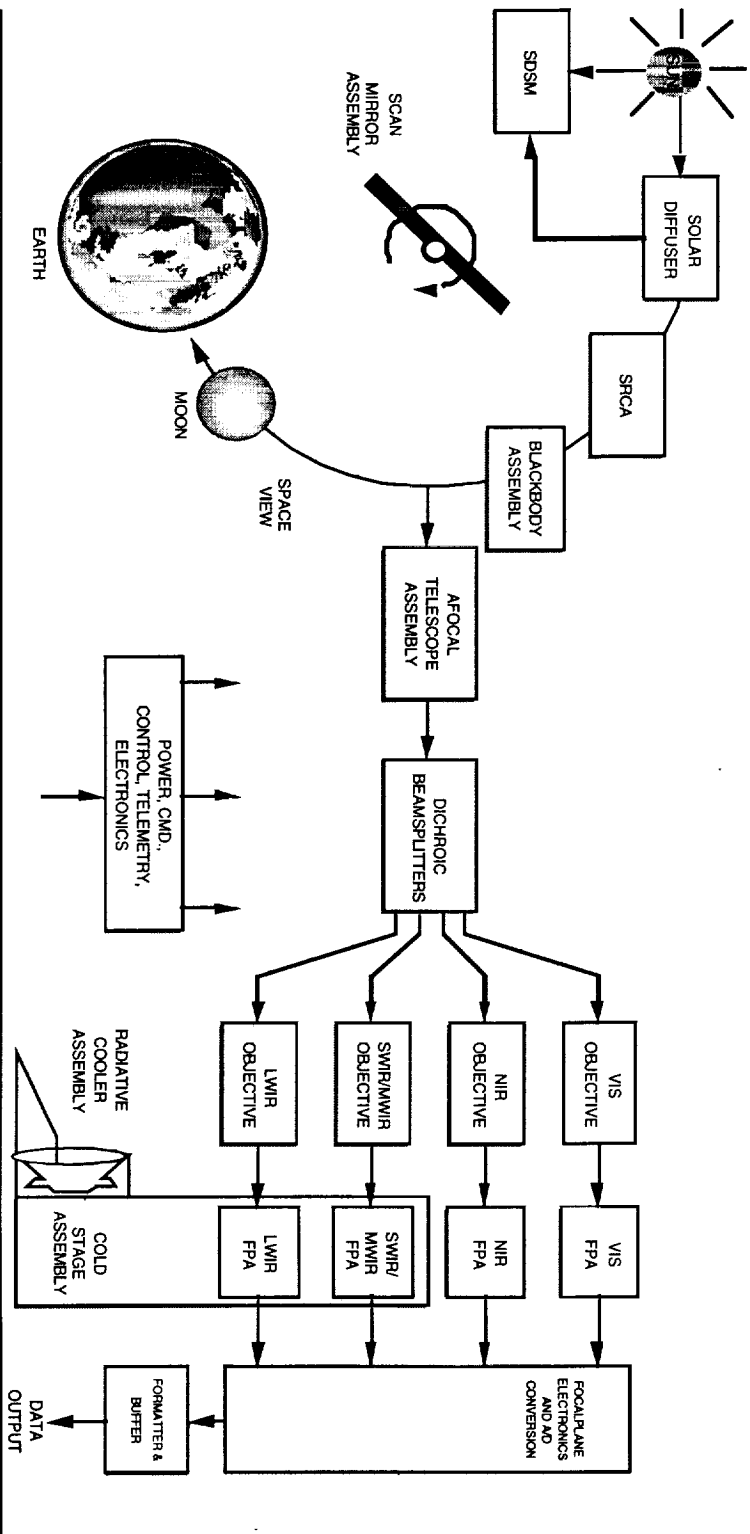 SUN
SDSM
SOLAR
DIFFUSER
SCAN
MIRROR
ASSEMBLY
SRCA
EARTH
MOON
BLACKBODY
ASSEMBLY
SPACE
VIEW
AFOCAL
TELESCOPE
ASSEMBLY
DICHROIC
BEAMSPLITTERS
POWER, CMD.,
CONTROL, TELEMETRY,
ELECTRONICS
VIS
OBJECTIVE
NIR
OBJECTIVE
SWIR/MWIR
OBJECTIVE
LWIR
OBJECTIVE
RADIATIVE
COOLER
ASSEMBLY
VIS
FPA
NIR
FPA
SWIR/
MWIR
FPA
LWIR
FPA
COLD
STAGE
ASSEMBLY
FOCALPLANE
ELECTRONICS
AND A/D
CONVERSION
FORMATTER &
BUFFER
DATA
OUTPUT